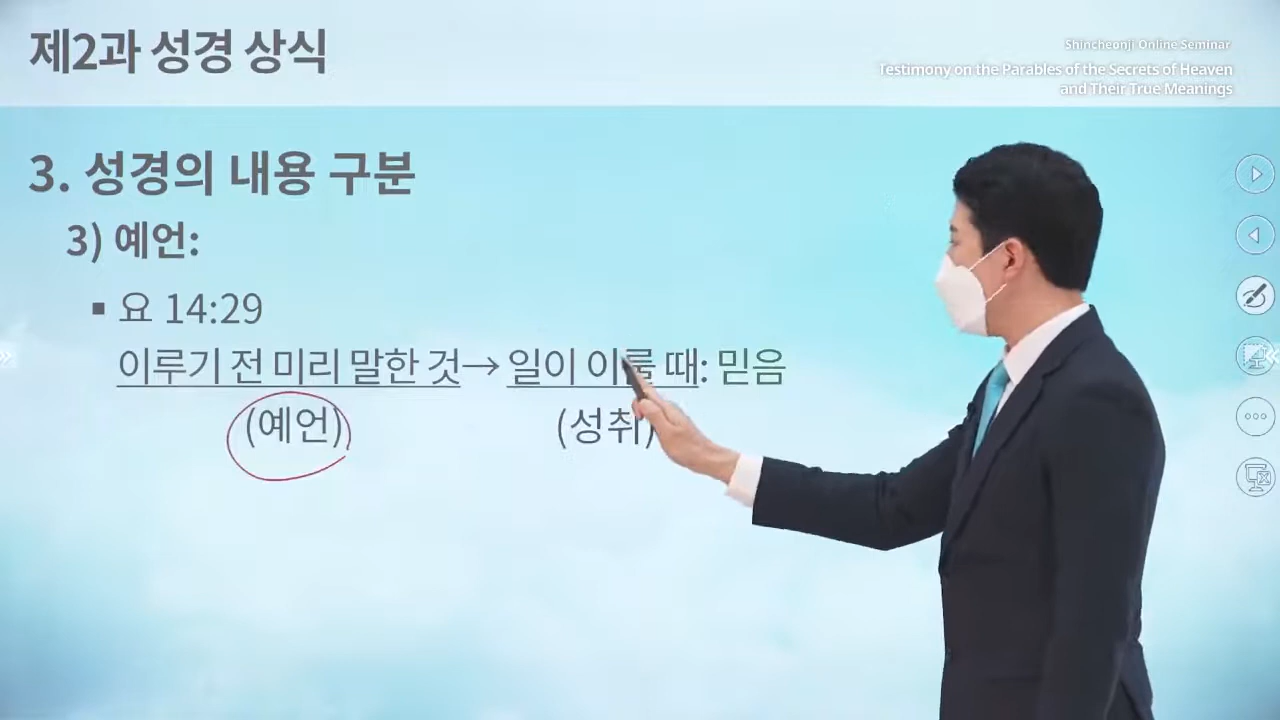 제2과 성경 상식
Shincheonji Online Seminar
Testimony on the Parables of the Secrets of Heaven
and Their True Meanings
3. 성경의 내용 구분
3) 예언:
▪ 요 14:29
이루기 전 미리 말한 것→ 일이 이룰 때: 믿음
(예언) (성취)